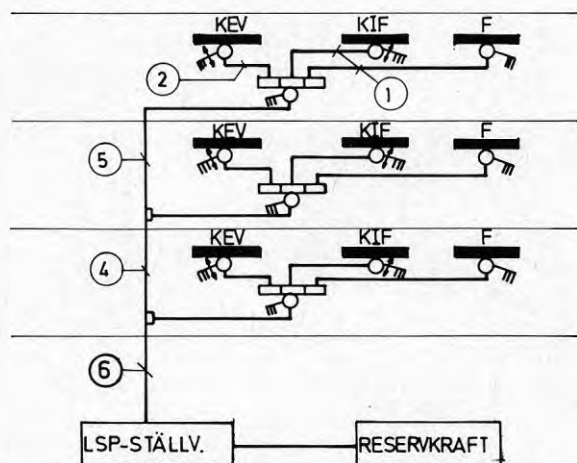 KEV KIF F
2 1
KEV KIF F
5
KEV KIF F
4
6
LSP-STÄLLV. RESERVKRAFT